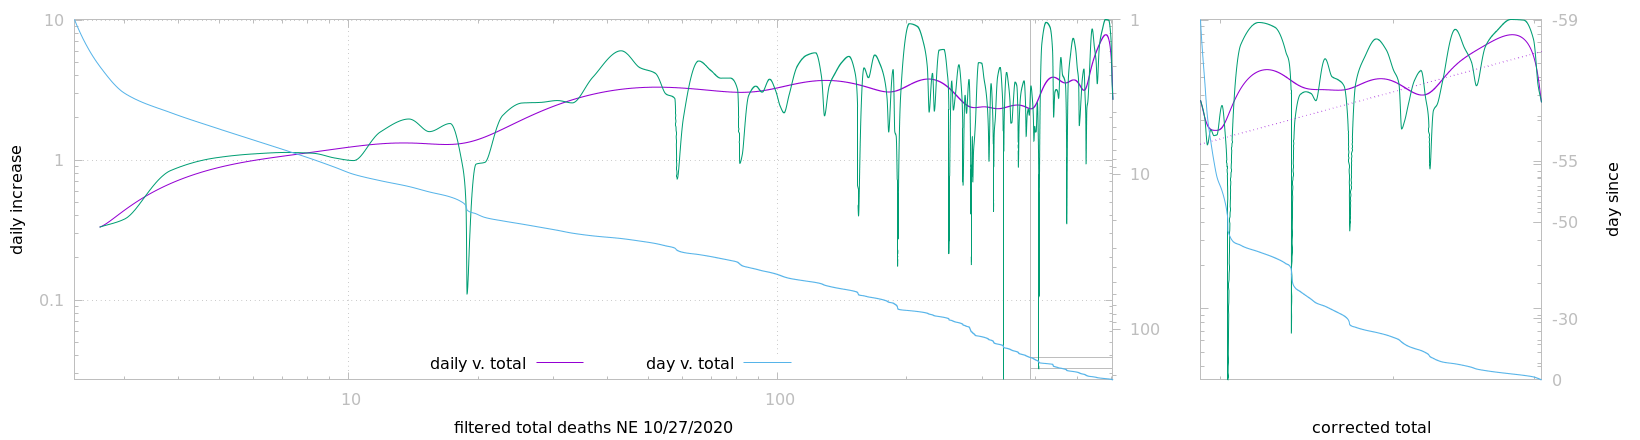 10
1
0.1
daily increase
1
10
100
daily v. total
day v. total
10
100
filtered total deaths NE 10/27/2020
-59
-55
-50
-30
0
day since
corrected total